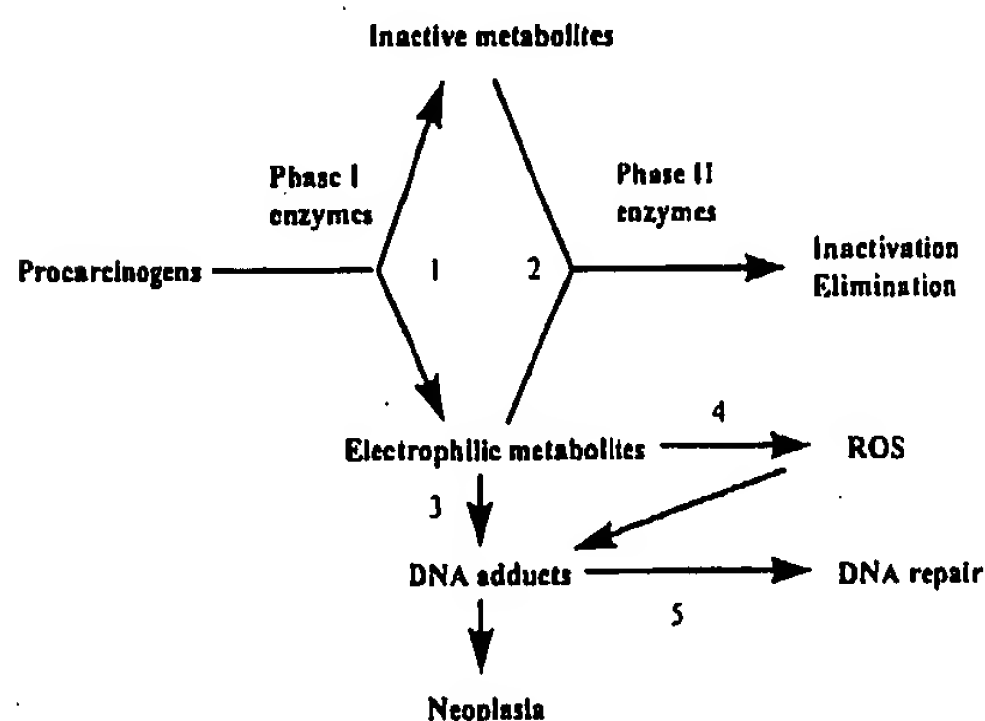 Inactive metabolites
Phase I
enzymes
Phase II
enzymes
Procarcinogens
1
2
Inactivation
Elimination
4
Electrophilic metabolites
ROS
3
DNA adducts
DNA repair
5
Neoplasia